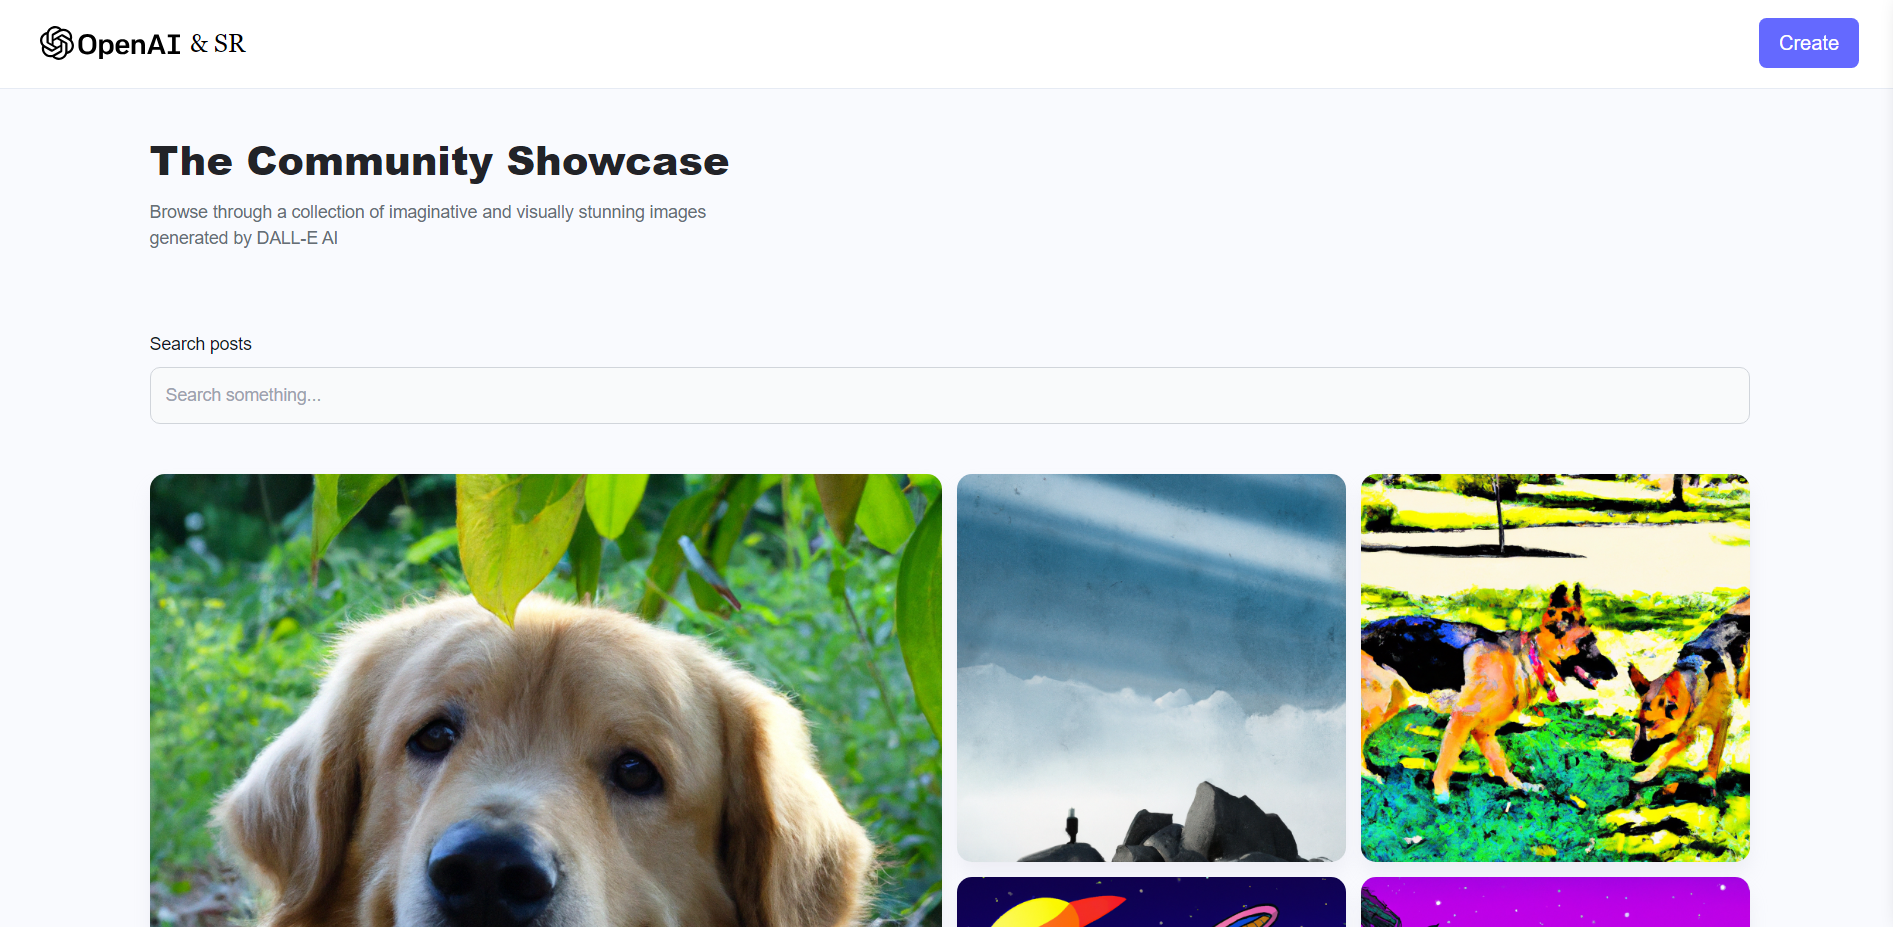 OpenAI & SR
Create
The Community Showcase
Browse through a collection of imaginative and visually stunning images
generated by DALL-E AI
Search posts
Search something...